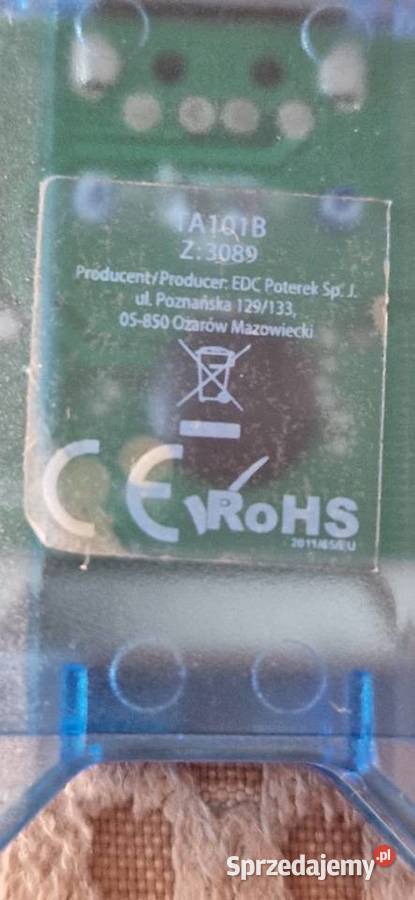 TA101B
Z:3089
Producent/Producer: EDC Poterek Sp. J.
ul. Poznańska 129/133,
05-850 Ożarów Mazowiecki
CE RoHS
2011/65/EU
Sprzedajemy.pl